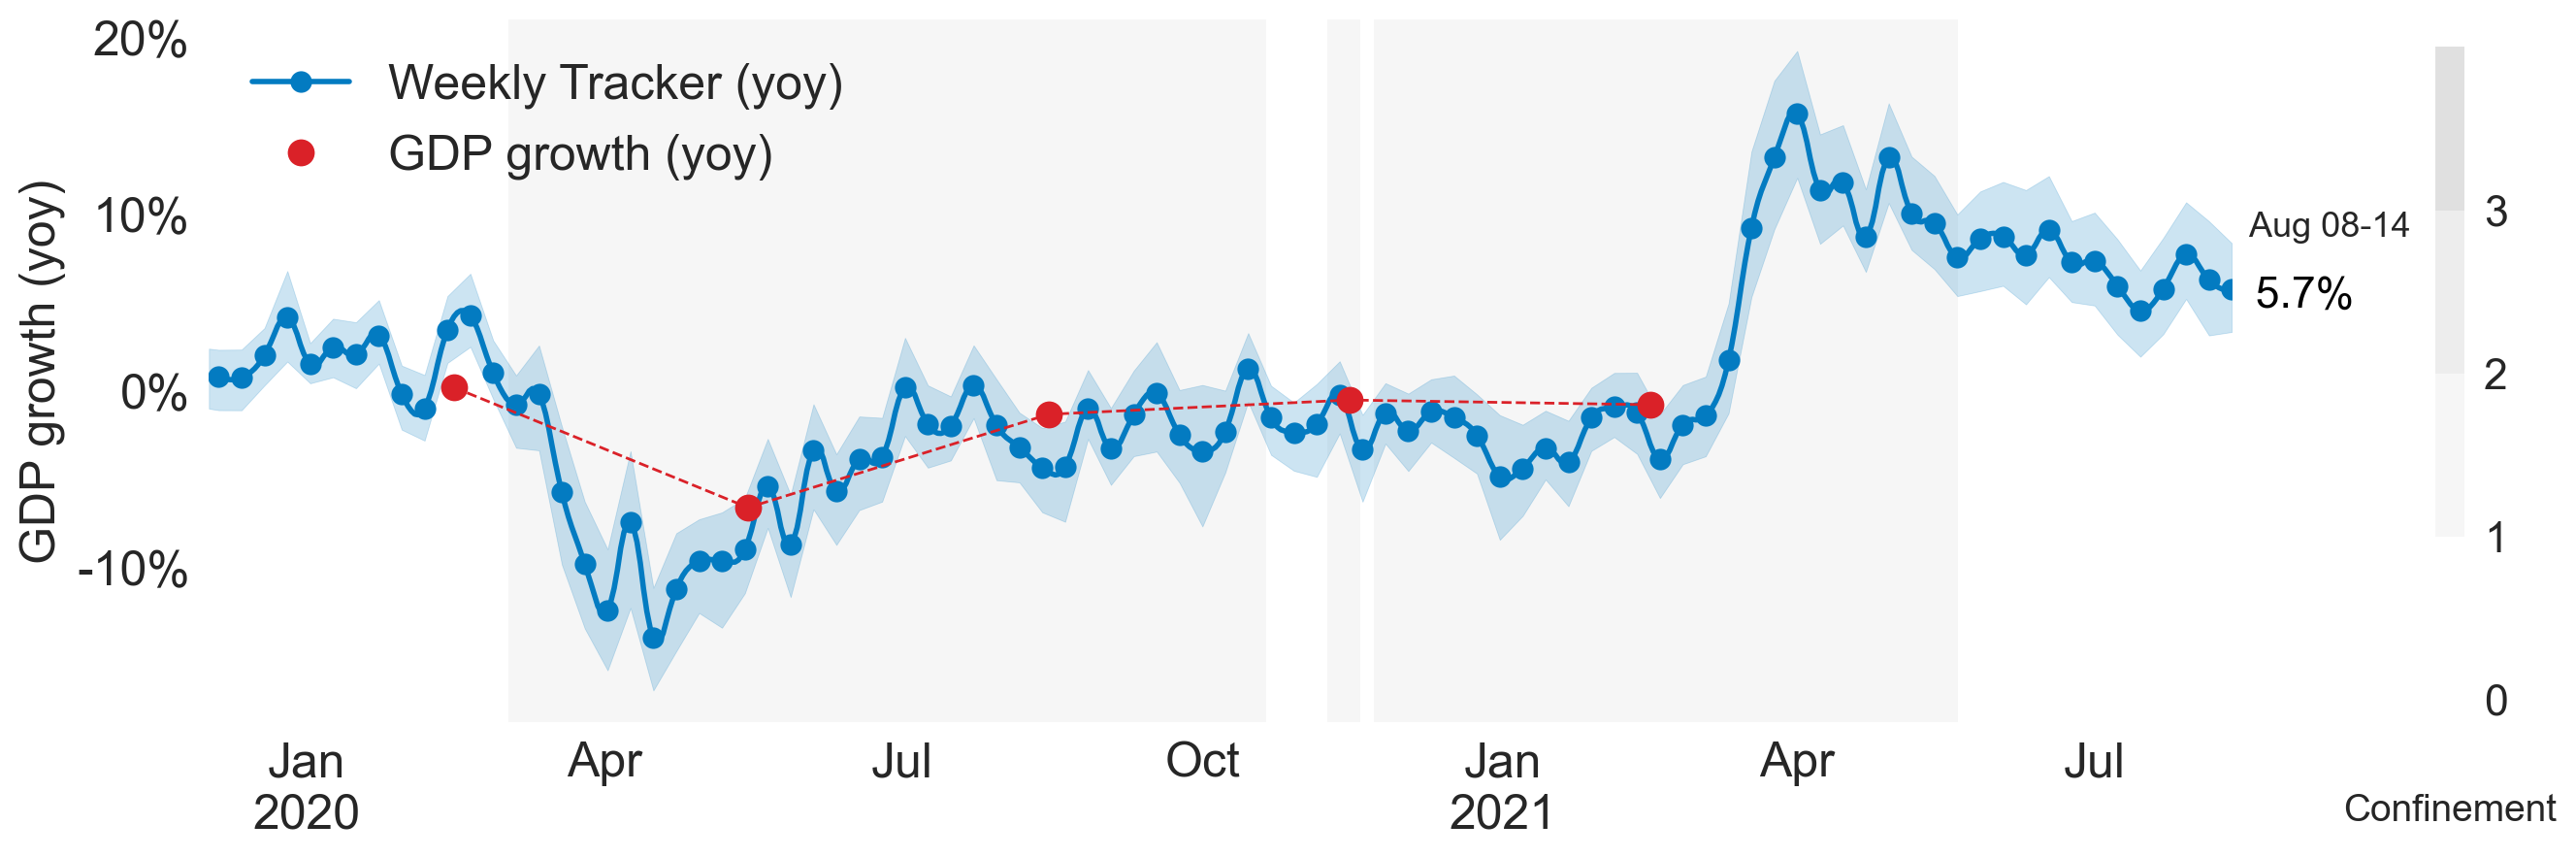 20%
10%
0%
-10%
GDP growth (yoy)
Weekly Tracker (yoy)
GDP growth (yoy)
Aug 08-14
5.7%
3
2
1
0
Jan Apr Jul Oct Jan Apr Jul
2020 2021
Confinement